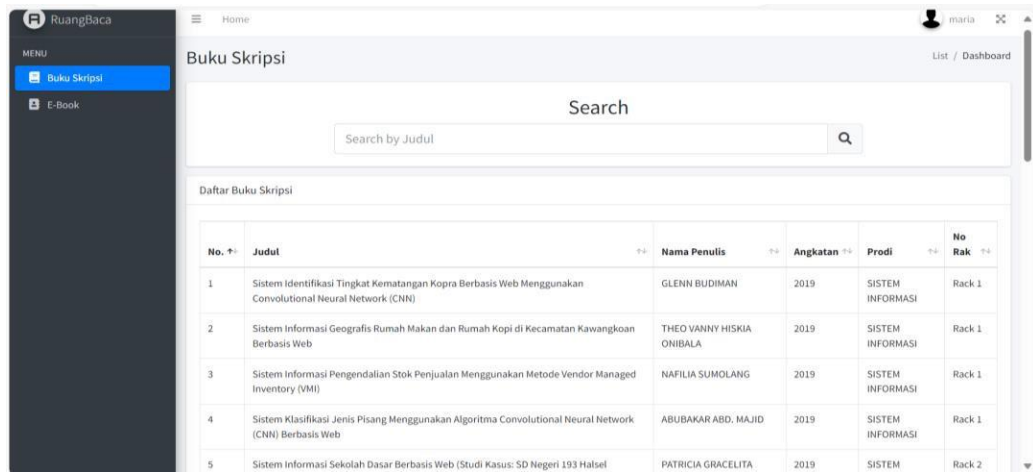 RuangBaca
Home
maria
MENU
Buku Skripsi
E-Book
Buku Skripsi
List / Dashboard
Search
Search by Judul
Daftar Buku Skripsi
No. Judul Nama Penulis Angkatan Prodi No
Rak
1 Sistem Identifikasi Tingkat Kematangan Kopra Berbasis Web Menggunakan GLENN BUDIMAN 2019 SISTEM Rack 1
Convolutional Neural Network (CNN) INFORMASI
2 Sistem Informasi Geografis Rumah Makan dan Rumah Kopi di Kecamatan Kawangkoan THEO VANNY HISKIA 2019 SISTEM Rack 1
Berbasis Web ONIBALA INFORMASI
3 Sistem Informasi Pengendalian Stok Penjualan Menggunakan Metode Vendor Managed NAFILIA SUMOLANG 2019 SISTEM Rack 1
Inventory (VMI) INFORMASI
4 Sistem Klasifikasi Jenis Pisang Menggunakan Algoritma Convolutional Neural Network ABUBAKAR ABD. MAJID 2019 SISTEM Rack 1
(CNN) Berbasis Web INFORMASI
5 Sistem Informasi Sekolah Dasar Berbasis Web (Studi Kasus: SD Negeri 193 Halsel PATRICIA GRACELITA 2019 SISTEM Rack 2